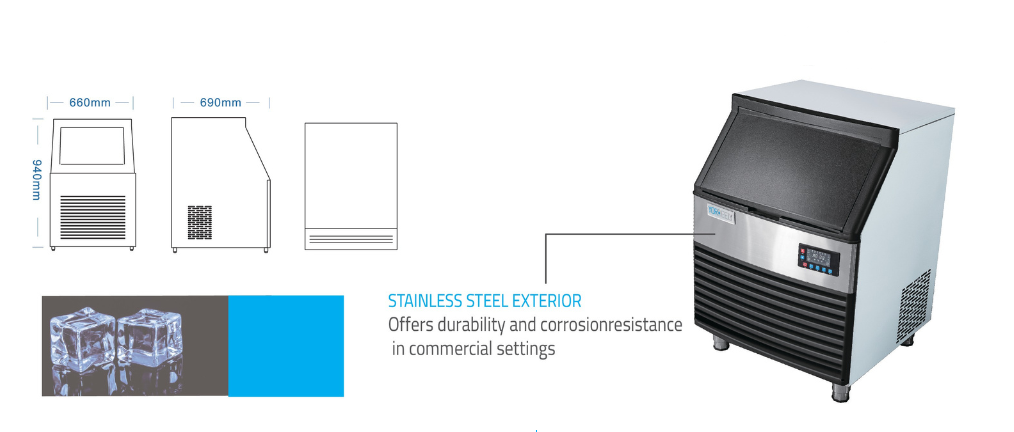 660mm
690mm
940mm
STAINLESS STEEL EXTERIOR
Offers durability and corrosionresistance
in commercial settings